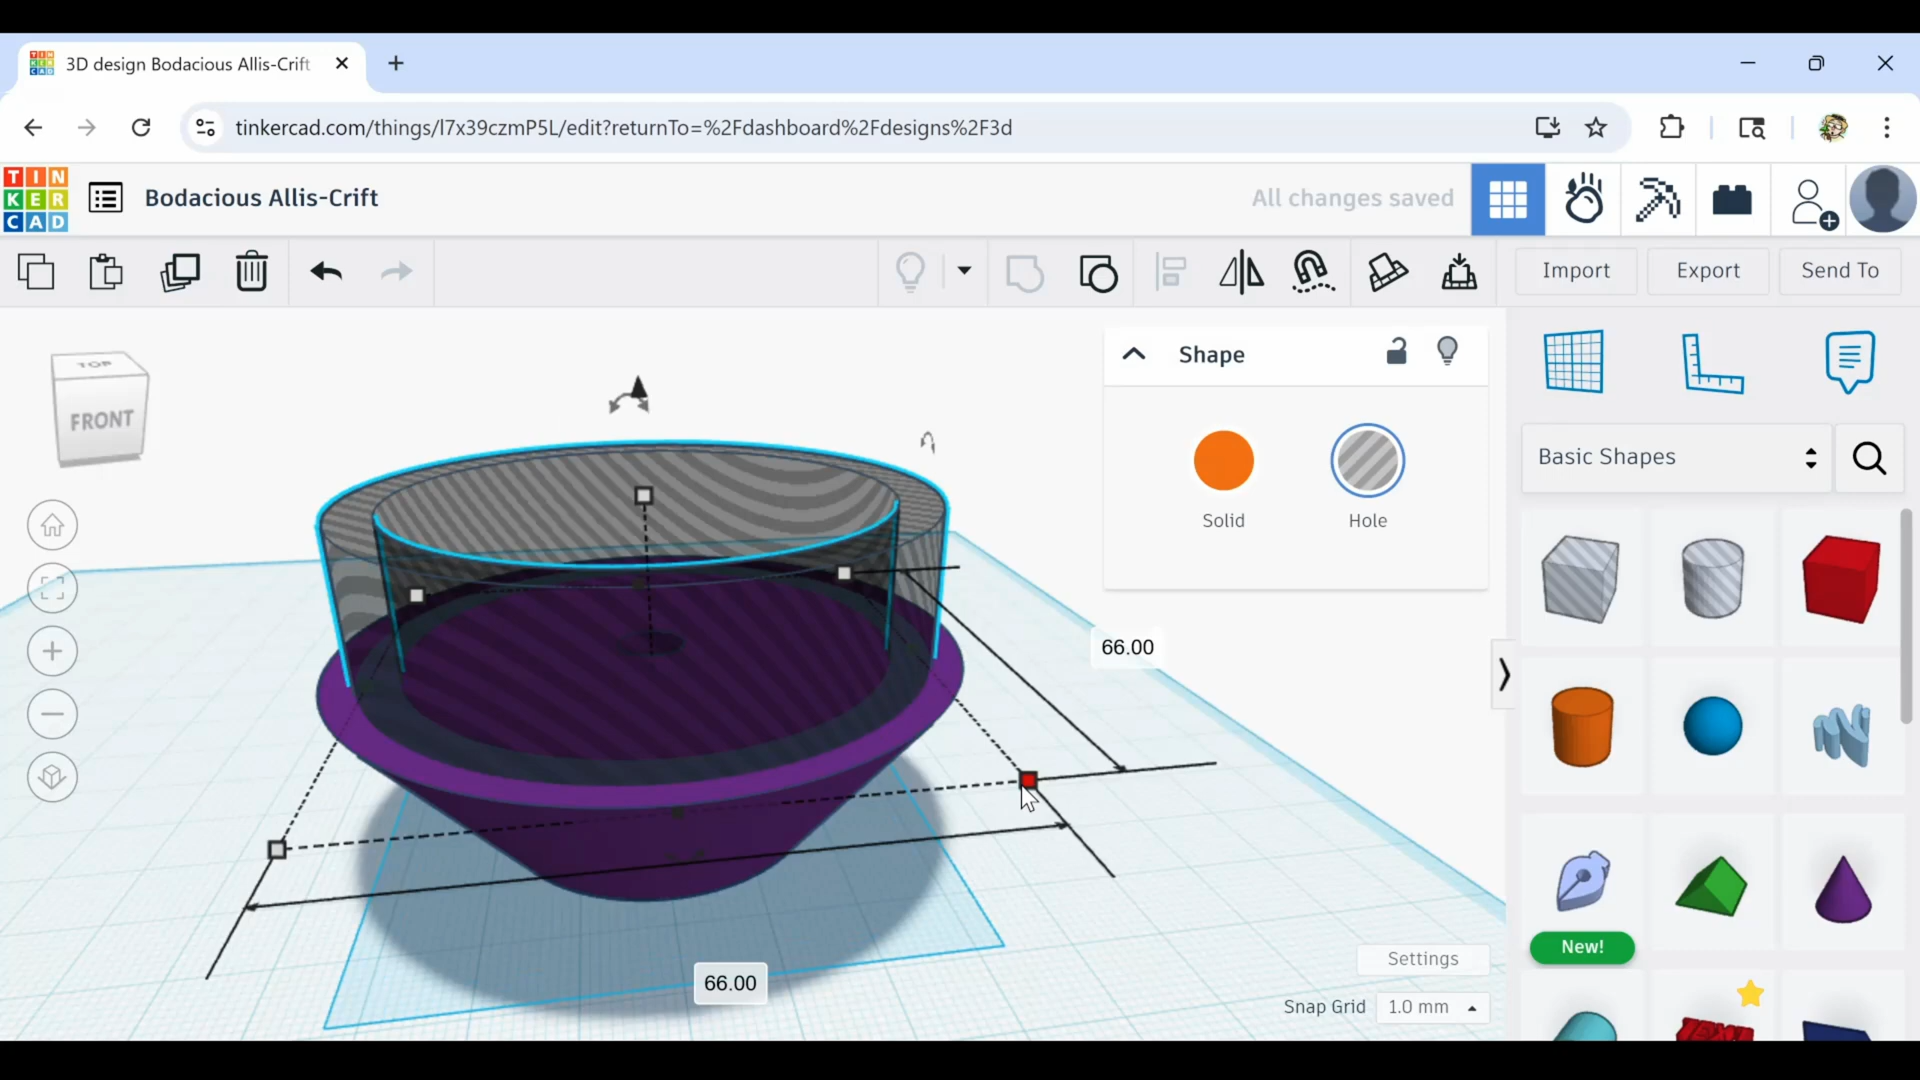 3D design Bodacious Allis-Crift
tinkercad.com/things/l7x39czmP5L/edit?returnTo=%2Fdashboard%2Fdesigns%2F3d
TIN
KER
CAD
Bodacious Allis-Crift
All changes saved
Import
Export
Send To
TOP
FRONT
Shape
Solid
Hole
Basic Shapes
66.00
66.00
New!
TEXT
Settings
Snap Grid
1.0 mm